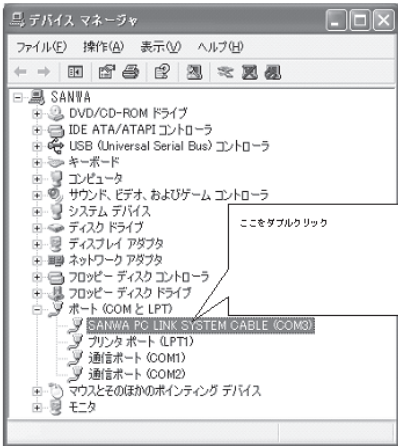 デバイス マネージャ
ファイル(F) 操作(A) 表示(V) ヘルプ(H)
SANWA
DVD/CD-ROM ドライブ
IDE ATA/ATAPI コントローラ
USB (Universal Serial Bus) コントローラ
キーボード
コンピュータ
サウンド、ビデオ、およびゲーム コントローラ
システム デバイス
ここをダブルクリック
ディスク ドライブ
ディスプレイ アダプタ
ネットワーク アダプタ
フロッピー ディスク コントローラ
フロッピー ディスク ドライブ
ポート (COM と LPT)
SANWA PC LINK SYSTEM CABLE (COM3)
プリンタ ポート (LPT1)
通信ポート (COM1)
通信ポート (COM2)
マウスとそのほかのポインティング デバイス
モニタ